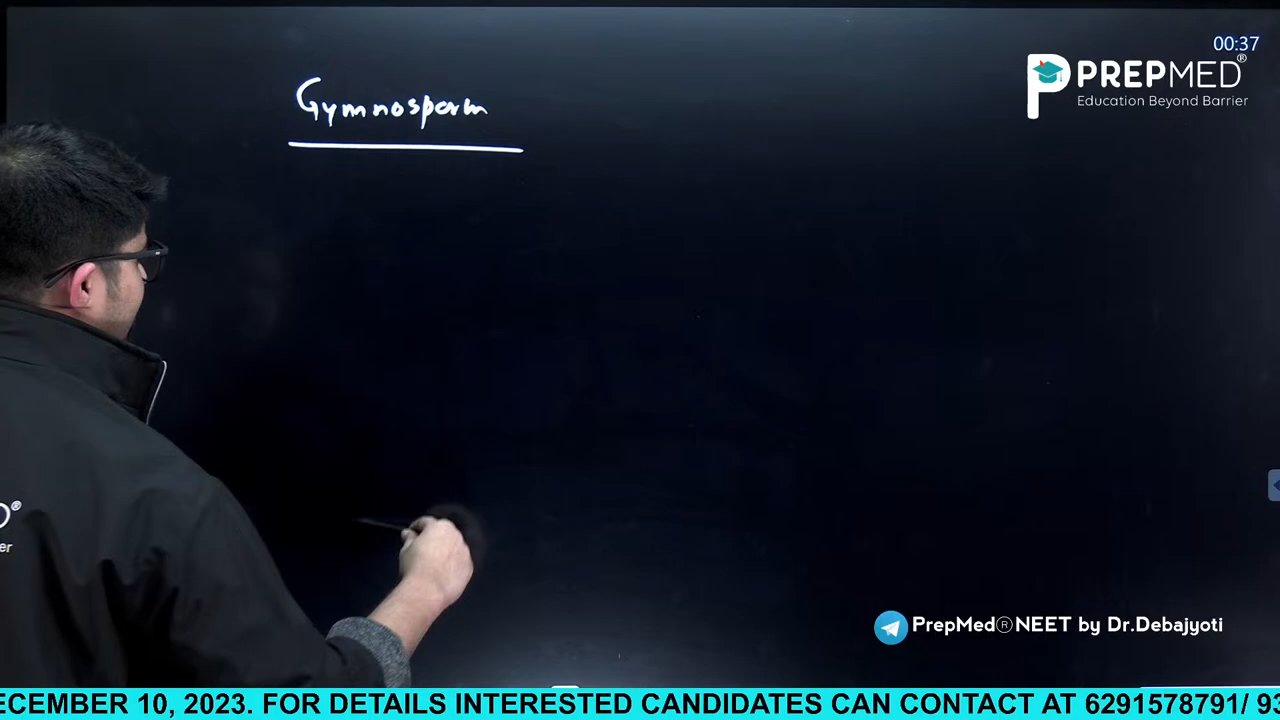 00:37
Gymnosperm
PREPMED®
Education Beyond Barrier
®
er
PrepMed®NEET by Dr.Debajyoti
ECEMBER 10, 2023. FOR DETAILS INTERESTED CANDIDATES CAN CONTACT AT 6291578791/ 93